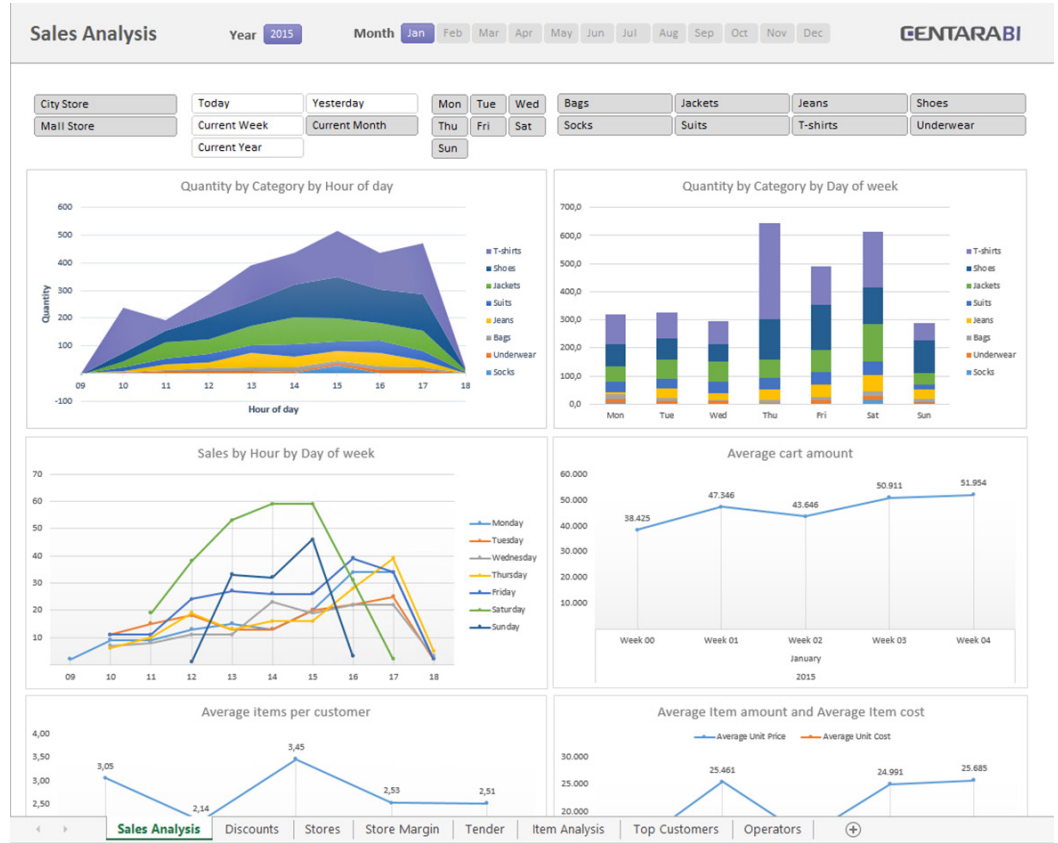 Sales Analysis Year 2015 Month Jan Feb Mar Apr May Jun Jul Aug Sep Oct Nov Dec CENTARABI
City Store Today Yesterday Mon Tue Wed Bags Jackets Jeans Shoes
Mall Store Current Week Current Month Thu Fri Sat Socks Suits T-shirts Underwear
Current Year Sun
Quantity by Category by Hour of day
600
500
400
300
200
100
-100
Quantity
09 10 11 12 13 14 15 16 17 18
Hour of day
T-shirts
Shoes
Jackets
Suits
Jeans
Bags
Underwear
Socks
Quantity by Category by Day of week
700,0
600,0
500,0
400,0
300,0
200,0
100,0
0,0
Mon Tue Wed Thu Fri Sat Sun
T-shirts
Shoes
Jackets
Suits
Jeans
Bags
Underwear
Socks
Sales by Hour by Day of week
70
60
50
40
30
20
10
09 10 11 12 13 14 15 16 17 18
Monday
Tuesday
Wednesday
Thursday
Friday
Saturday
Sunday
Average cart amount
60.000
50.000
40.000
30.000
20.000
10.000
38.425 47.346 43.646 50.911 51.954
Week 00 Week 01 Week 02 Week 03 Week 04
January
2015
Average items per customer
4,00
3,50
3,00
2,50
3,05 2,14 3,45 2,53 2,51
Average Item amount and Average Item cost
Average Unit Price Average Unit Cost
30.000
25.000
20.000
25.461 24.991 25.685
Sales Analysis Discounts Stores Store Margin Tender Item Analysis Top Customers Operators